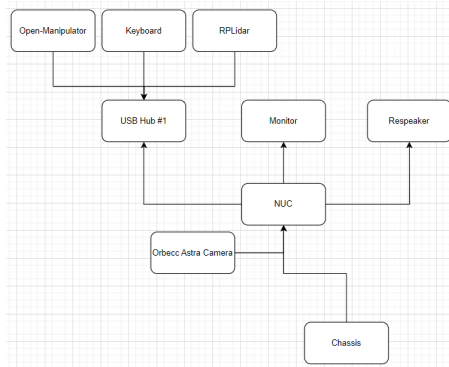 Open-Manipulator
Keyboard
RPLidar
USB Hub #1
Monitor
Respeaker
NUC
Orbecc Astra Camera
Chassis